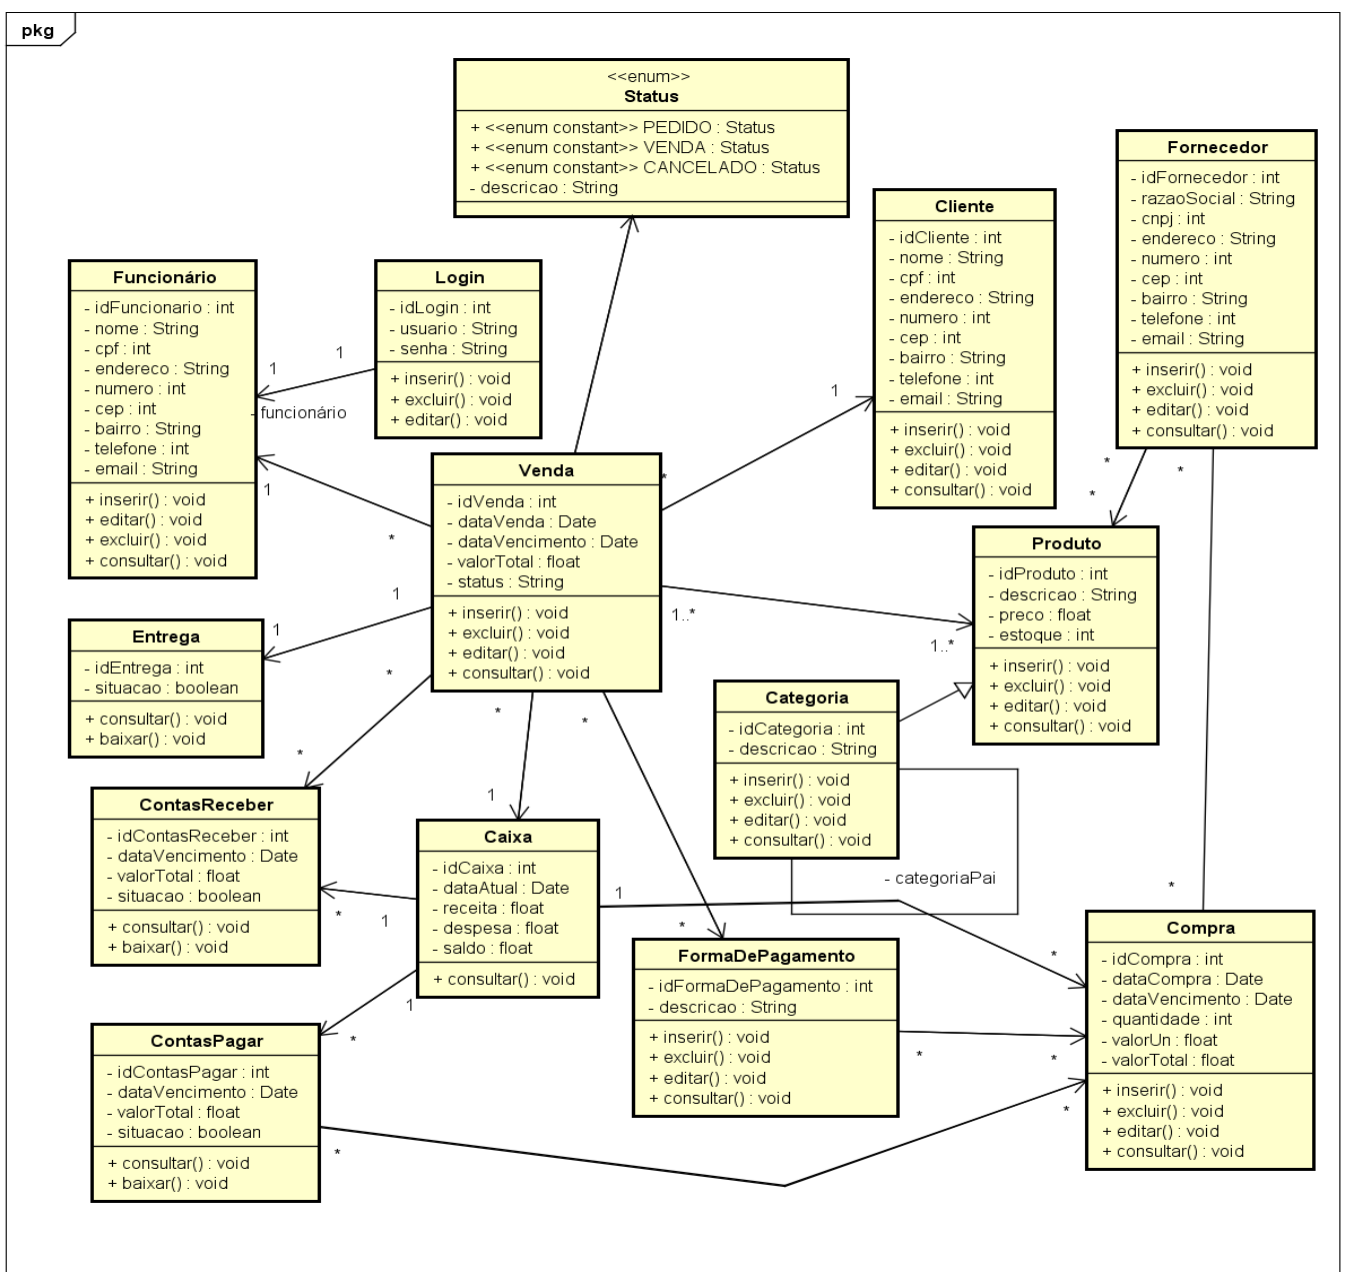 pkg
<<enum>>
Status
+ <<enum constant>> PEDIDO : Status
+ <<enum constant>> VENDA : Status
+ <<enum constant>> CANCELADO : Status
- descricao : String
Fornecedor
- idFornecedor : int
- razaoSocial : String
- cnpj : int
- endereco : String
- numero : int
- cep : int
- bairro : String
- telefone : int
- email : String
+ inserir() : void
+ excluir() : void
+ editar() : void
+ consultar() : void
Cliente
- idCliente : int
- nome : String
- cpf : int
- endereco : String
- numero : int
- cep : int
- bairro : String
- telefone : int
- email : String
+ inserir() : void
+ excluir() : void
+ editar() : void
+ consultar() : void
Funcionário
- idFuncionario : int
- nome : String
- cpf : int
- endereco : String
- numero : int
- cep : int
- bairro : String
- telefone : int
- email : String
+ inserir() : void
+ editar() : void
+ excluir() : void
+ consultar() : void
Login
- idLogin : int
- usuario : String
- senha : String
+ inserir() : void
+ excluir() : void
+ editar() : void
1
1
- funcionário
1
*
Venda
- idVenda : int
- dataVenda : Date
- dataVencimento : Date
- valorTotal : float
- status : String
+ inserir() : void
+ excluir() : void
+ editar() : void
+ consultar() : void
1
*
*
*
*
Produto
- idProduto : int
- descricao : String
- preco : float
- estoque : int
+ inserir() : void
+ excluir() : void
+ editar() : void
+ consultar() : void
1..*
1..*
1
1
Entrega
- idEntrega : int
- situacao : boolean
+ consultar() : void
+ baixar() : void
*
*
*
1
*
*
Categoria
- idCategoria : int
- descricao : String
+ inserir() : void
+ excluir() : void
+ editar() : void
+ consultar() : void
- categoriaPai
ContasReceber
- idContasReceber : int
- dataVencimento : Date
- valorTotal : float
- situacao : boolean
+ consultar() : void
+ baixar() : void
Caixa
- idCaixa : int
- dataAtual : Date
- receita : float
- despesa : float
- saldo : float
+ consultar() : void
*
1
1
*
1
*
*
FormaDePagamento
- idFormaDePagamento : int
- descricao : String
+ inserir() : void
+ excluir() : void
+ editar() : void
+ consultar() : void
Compra
- idCompra : int
- dataCompra : Date
- dataVencimento : Date
- quantidade : int
- valorUn : float
- valorTotal : float
+ inserir() : void
+ excluir() : void
+ editar() : void
+ consultar() : void
*
*
ContasPagar
- idContasPagar : int
- dataVencimento : Date
- valorTotal : float
- situacao : boolean
+ consultar() : void
+ baixar() : void
*
*